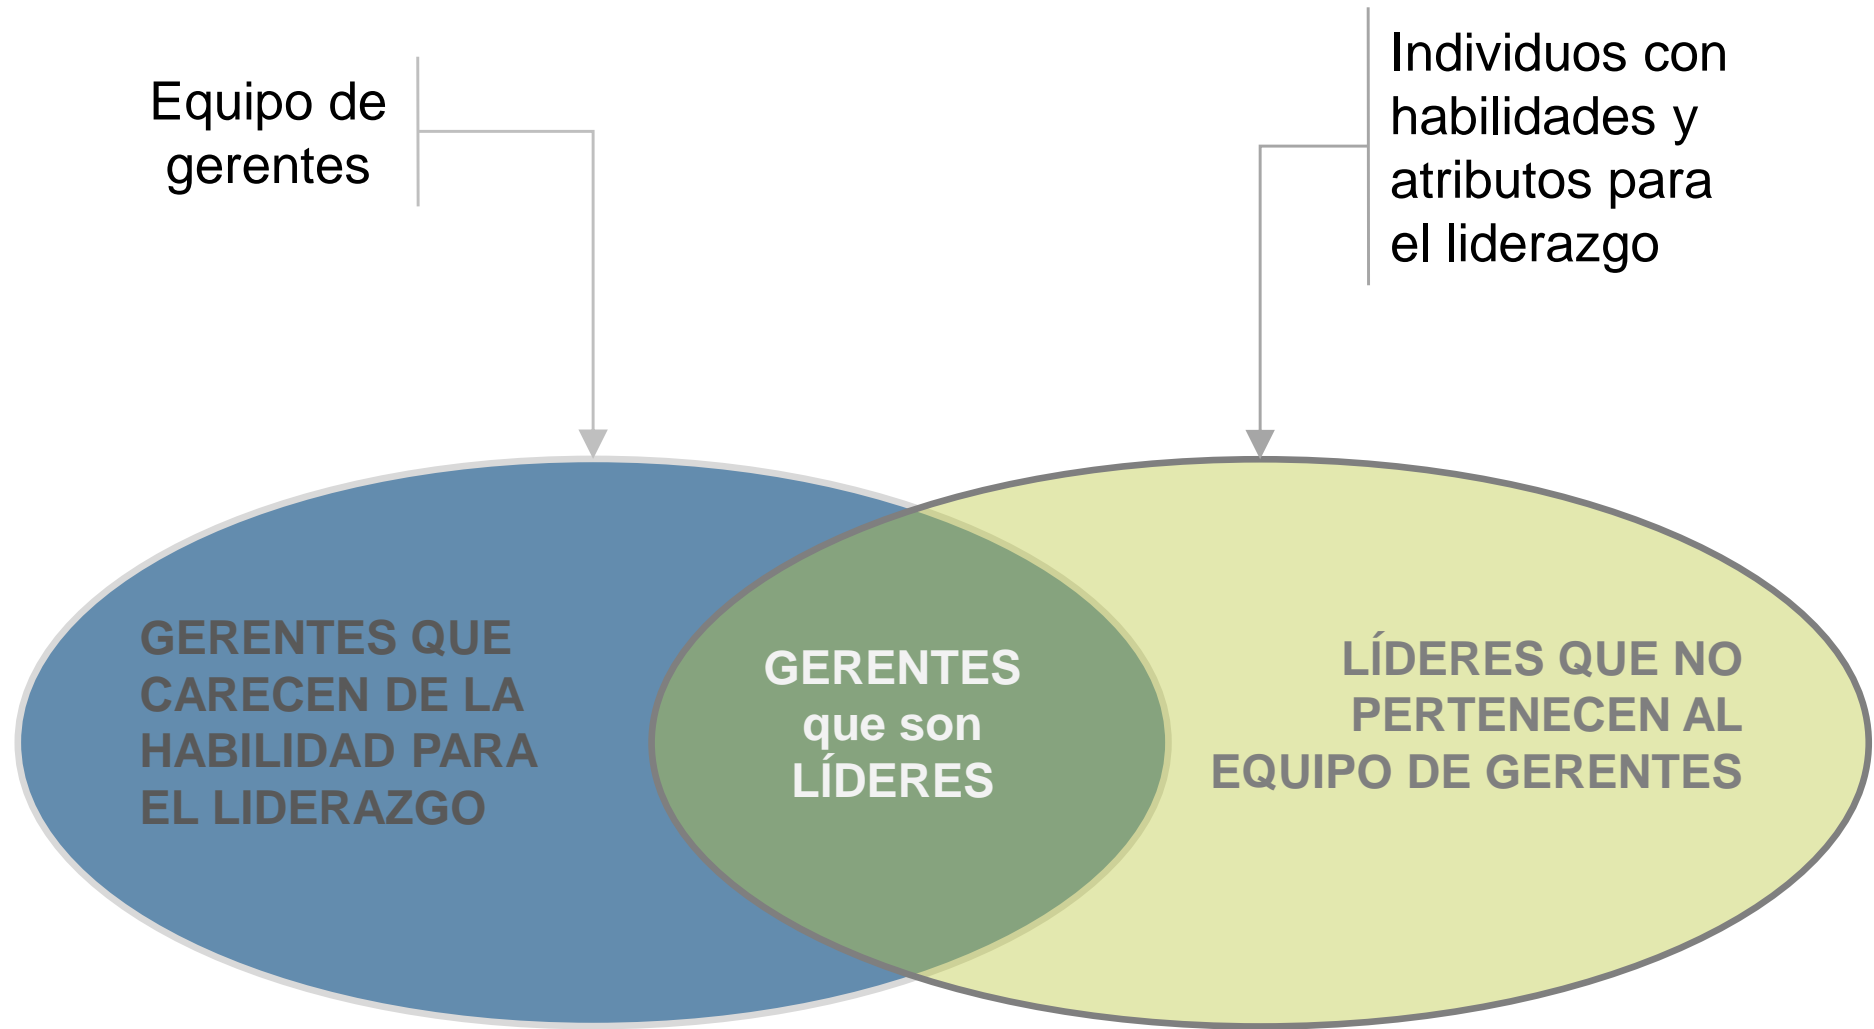 Equipo de
gerentes
Individuos con
habilidades y
atributos para
el liderazgo
GERENTES QUE
CARECEN DE LA
HABILIDAD PARA
EL LIDERAZGO
GERENTES
que son
LÍDERES
LÍDERES QUE NO
PERTENECEN AL
EQUIPO DE GERENTES